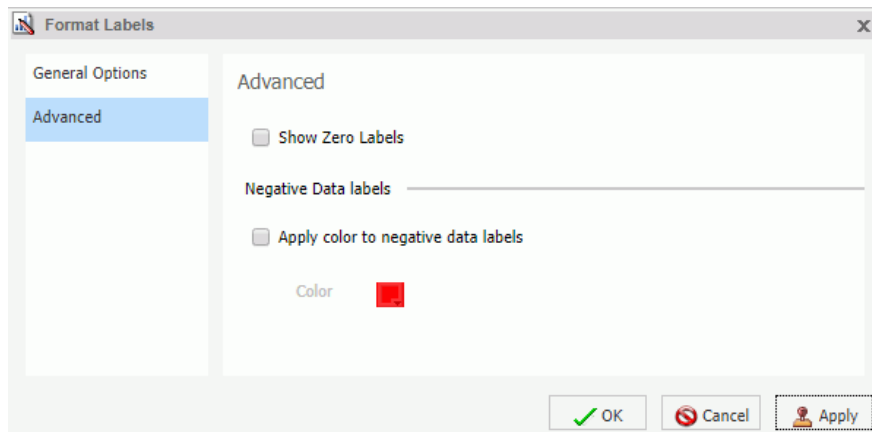 Format Labels
x
General Options
Advanced
Advanced
Show Zero Labels
Negative Data labels
Apply color to negative data labels
Color
OK
Cancel
Apply